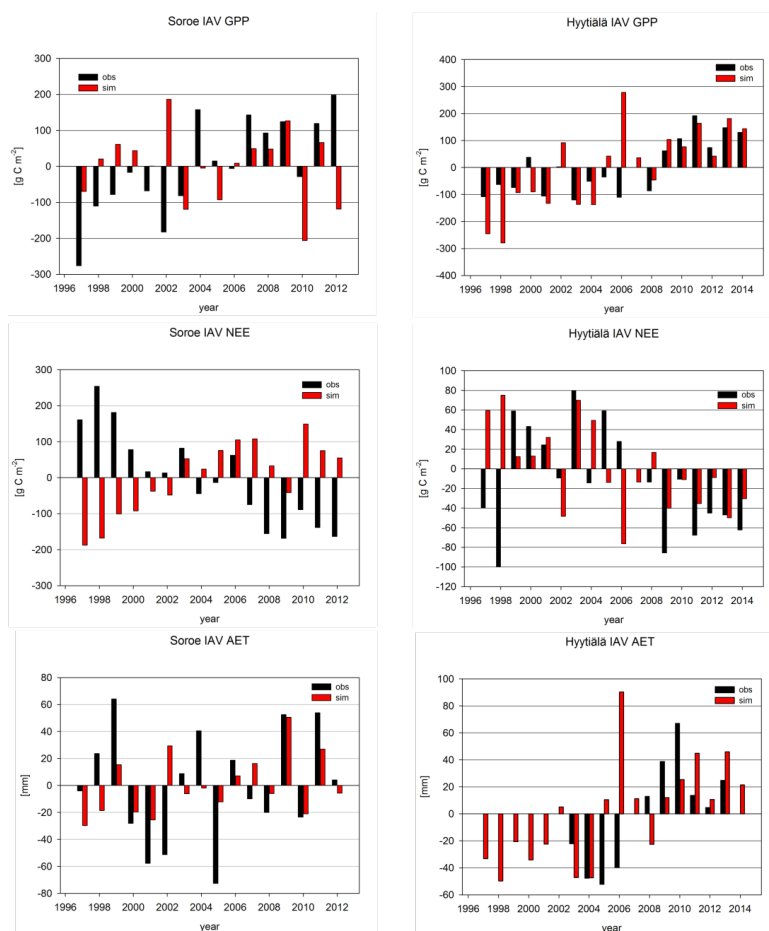 Soroe IAV GPP
300
200
100
0
-100
-200
-300
[g C m-2]
obs
sim
1996 1998 2000 2002 2004 2006 2008 2010 2012
year
Hyytiälä IAV GPP
400
300
200
100
0
-100
-200
-300
-400
[g C m-2]
obs
sim
1996 1998 2000 2002 2004 2006 2008 2010 2012 2014
year
Soroe IAV NEE
300
200
100
0
-100
-200
-300
[g C m-2]
obs
sim
1996 1998 2000 2002 2004 2006 2008 2010 2012
year
Hyytiälä IAV NEE
100
80
60
40
20
0
-20
-40
-60
-80
-100
-120
[g C m-2]
obs
sim
1996 1998 2000 2002 2004 2006 2008 2010 2012 2014
year
Soroe IAV AET
80
60
40
20
0
-20
-40
-60
-80
[mm]
obs
sim
1996 1998 2000 2002 2004 2006 2008 2010 2012
year
Hyytiälä IAV AET
100
80
60
40
20
0
-20
-40
-60
[mm]
obs
sim
1996 1998 2000 2002 2004 2006 2008 2010 2012 2014
year